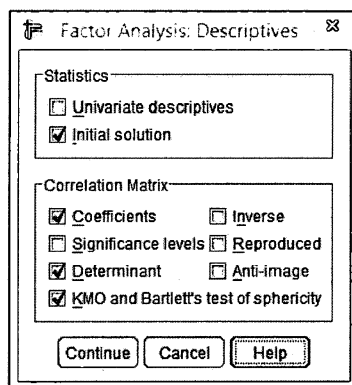 Factor Analysis: Descriptives
Statistics
Univariate descriptives
Initial solution
Correlation Matrix
Coefficients Inverse
Significance levels Reproduced
Determinant Anti-image
KMO and Bartlett's test of sphericity
Continue Cancel Help